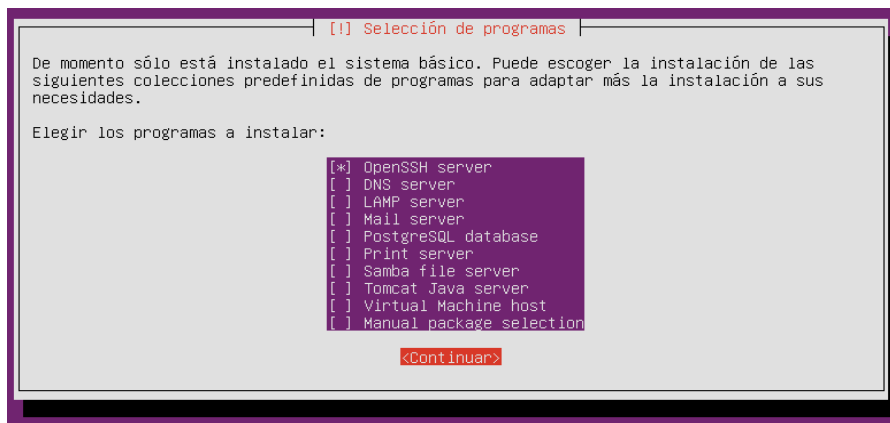 [!] Selección de programas
De momento sólo está instalado el sistema básico. Puede escoger la instalación de las
siguientes colecciones predefinidas de programas para adaptar más la instalación a sus
necesidades.
Elegir los programas a instalar:
[*] OpenSSH server
[ ] DNS server
[ ] LAMP server
[ ] Mail server
[ ] PostgreSQL database
[ ] Print server
[ ] Samba file server
[ ] Tomcat Java server
[ ] Virtual Machine host
[ ] Manual package selection
<Continuar>